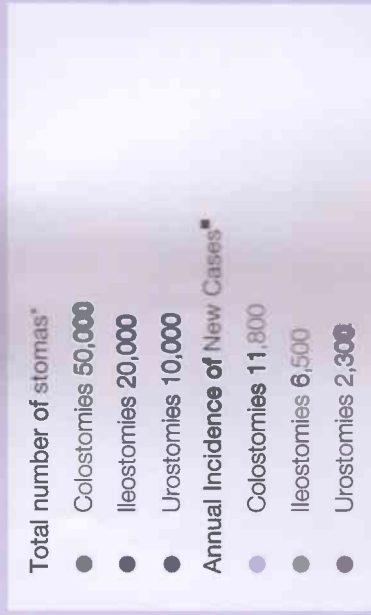 Total number of stomas*
● Colostomies 50,000
● Ileostomies 20,000
● Urostomies 10,000
Annual Incidence of New Cases■
● Colostomies 11,800
● Ileostomies 6,500
● Urostomies 2,300